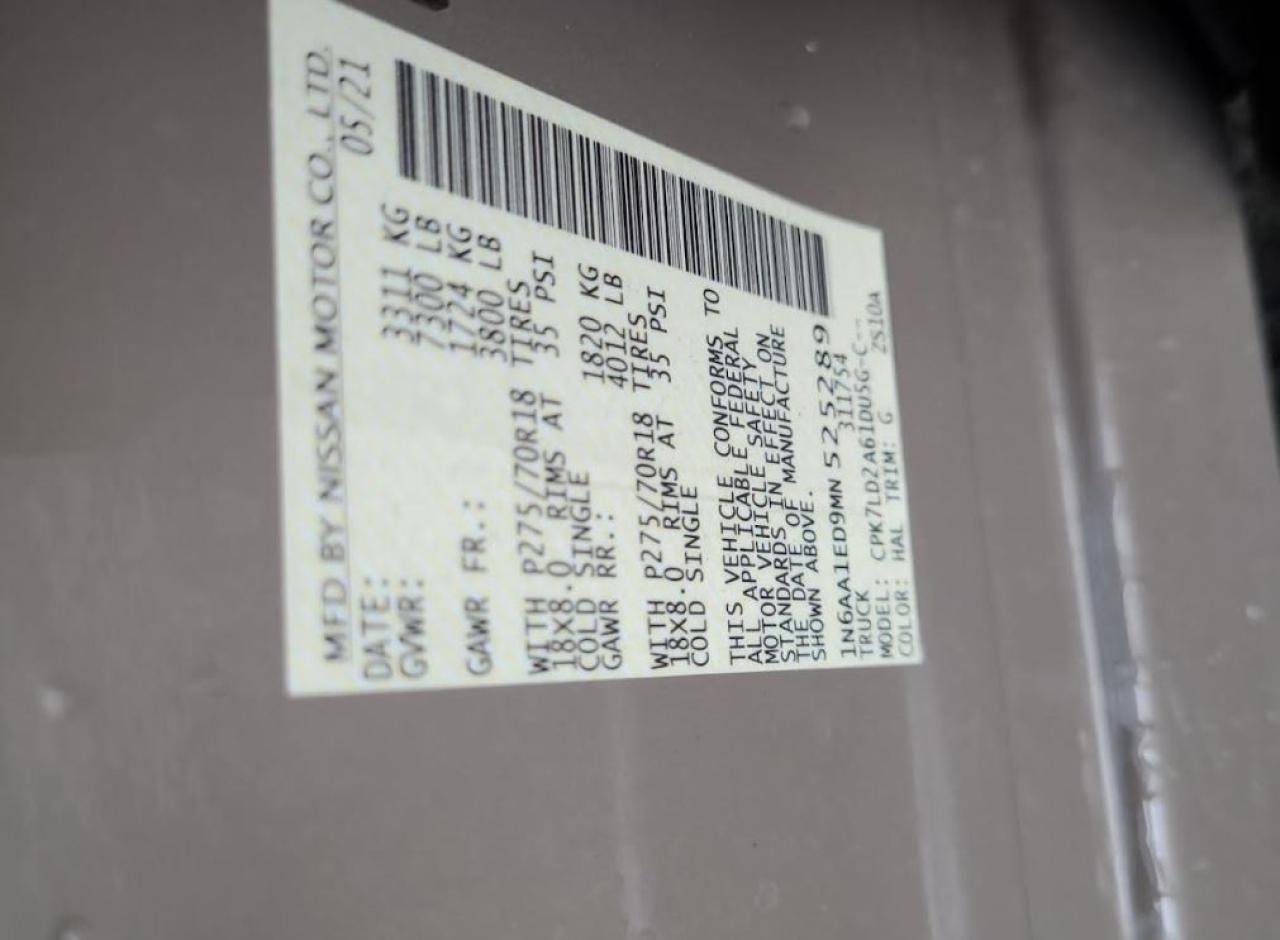 MFD BY NISSAN MOTOR CO., LTD.
DATE: 05/21
GVWR: 3311 KG
7300 LB
GAWR FR.: 1724 KG
3800 LB
WITH P275/70R18 TIRES
18X8.0 RIMS AT 35 PSI
COLD SINGLE
GAWR RR.: 1820 KG
4012 LB
WITH P275/70R18 TIRES
18X8.0 RIMS AT 35 PSI
COLD SINGLE
THIS VEHICLE CONFORMS TO
ALL APPLICABLE FEDERAL
MOTOR VEHICLE SAFETY
STANDARDS IN EFFECT ON
THE DATE OF MANUFACTURE
SHOWN ABOVE.
1N6AA1ED9MN525289
TRUCK 311754
MODEL: CPK7LD2A61DUSG-C--
COLOR: HAL TRIM: G ZS10A